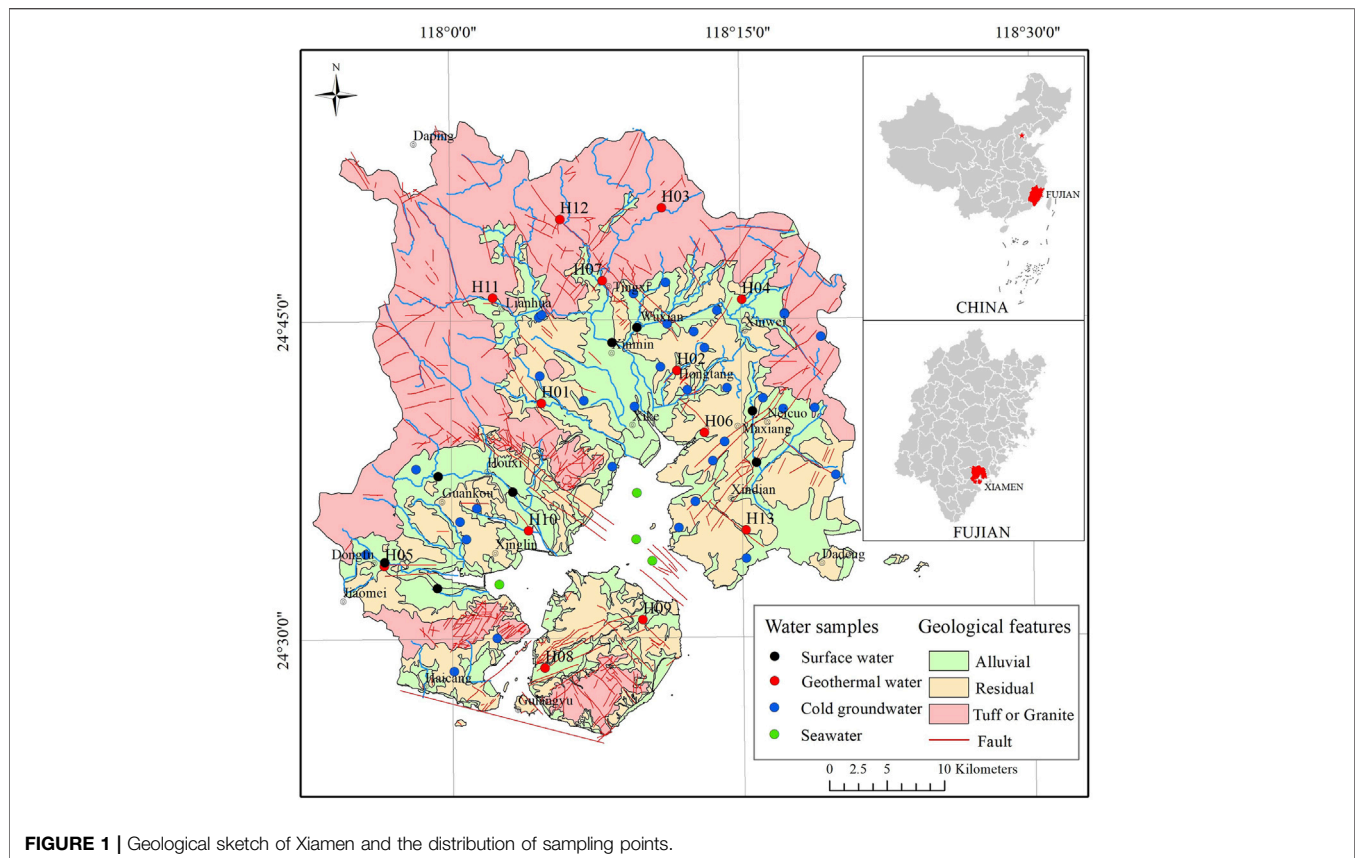 118°0'0" 118°15'0" 118°30'0"
N
Daping
H03
H12
FUJIAN
H07
Tingxi
H11
H04
Lianhua
CHINA
Wuxian
Xinwei
24°45'0"
Xinmin
H02
Hongtang
H01
Neicuo
Xike
H06
Maxiang
Houxi
XIAMEN
Guankou
Xindian
FUJIAN
H10
H13
Xinglin
Dongfu
H05
Dadeng
Jiaomei
H09
24°30'0"
H08
Haicang
Gulangyu
Water samples Geological features
Surface water Alluvial
Geothermal water Residual
Cold groundwater Tuff or Granite
Seawater Fault
0 2.5 5 10 Kilometers
FIGURE 1 | Geological sketch of Xiamen and the distribution of sampling points.